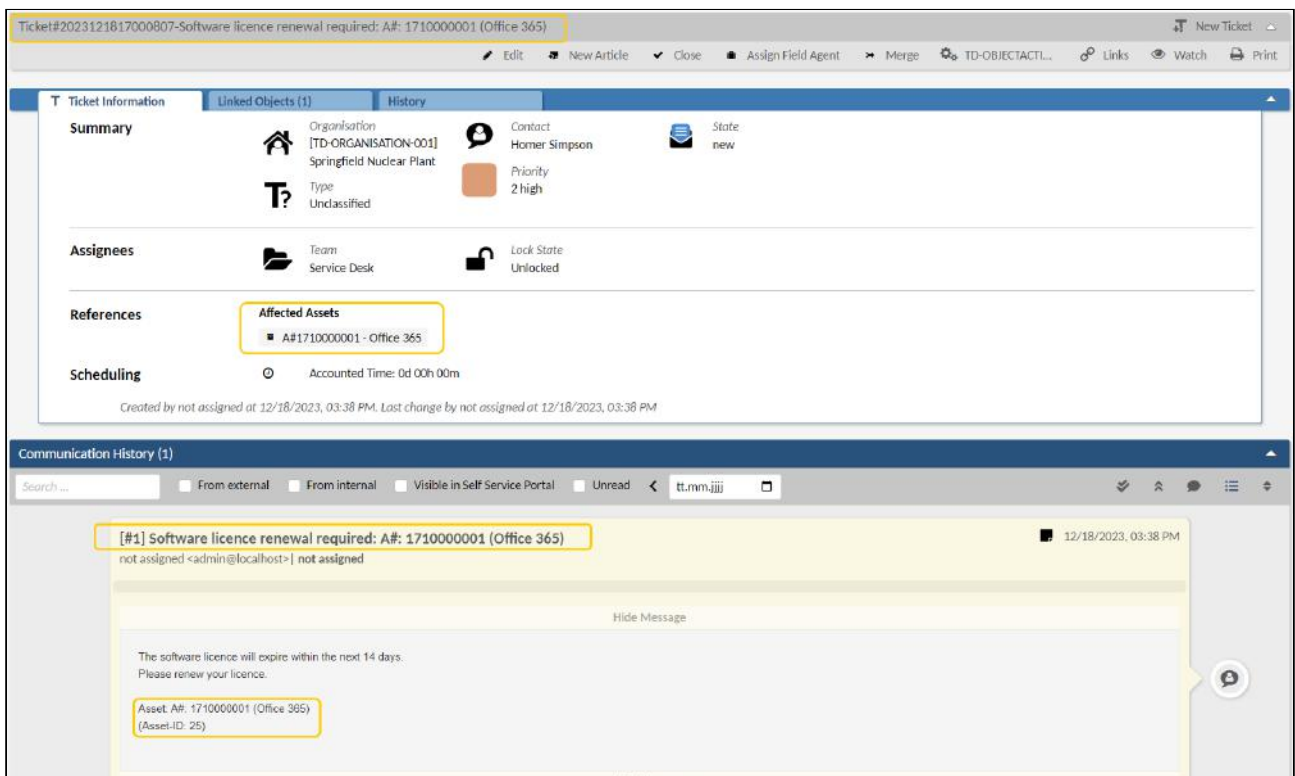 Ticket#2023121817000807-Software licence renewal required: A#: 1710000001 (Office 365)
New Ticket
Edit New Article Close Assign Field Agent Merge TD-OBJECTACTI... Links Watch Print
Ticket Information Linked Objects (1) History
Summary
Organisation
[TD-ORGANISATION-001]
Springfield Nuclear Plant
Contact
Homer Simpson
State
new
Type
Unclassified
Priority
2 high
Assignees
Team
Service Desk
Lock State
Unlocked
References
Affected Assets
A#1710000001 - Office 365
Scheduling
Accounted Time: 0d 00h 00m
Created by not assigned at 12/18/2023, 03:38 PM. Last change by not assigned at 12/18/2023, 03:38 PM
Communication History (1)
Search ... From external From internal Visible in Self Service Portal Unread tt.mm.jjjj
[#1] Software licence renewal required: A#: 1710000001 (Office 365)
12/18/2023, 03:38 PM
not assigned <admin@localhost>| not assigned
Hide Message
The software licence will expire within the next 14 days.
Please renew your licence.
Asset: A#: 1710000001 (Office 365)
(Asset-ID: 25)